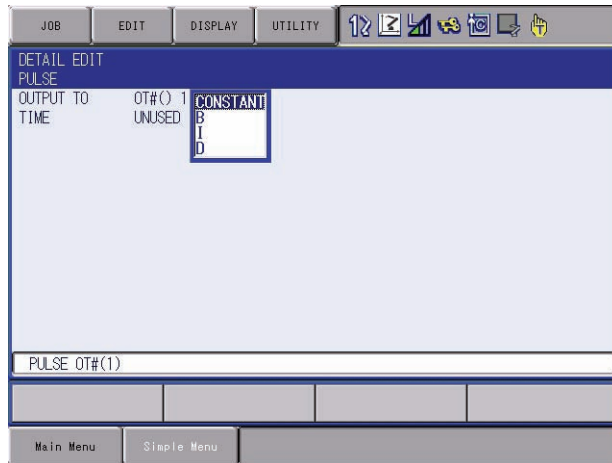 JOB EDIT DISPLAY UTILITY
DETAIL EDIT
PULSE
OUTPUT TO OT#() 1
TIME UNUSED
CONSTANT
B
I
D
PULSE OT#(1)
Main Menu Simple Menu